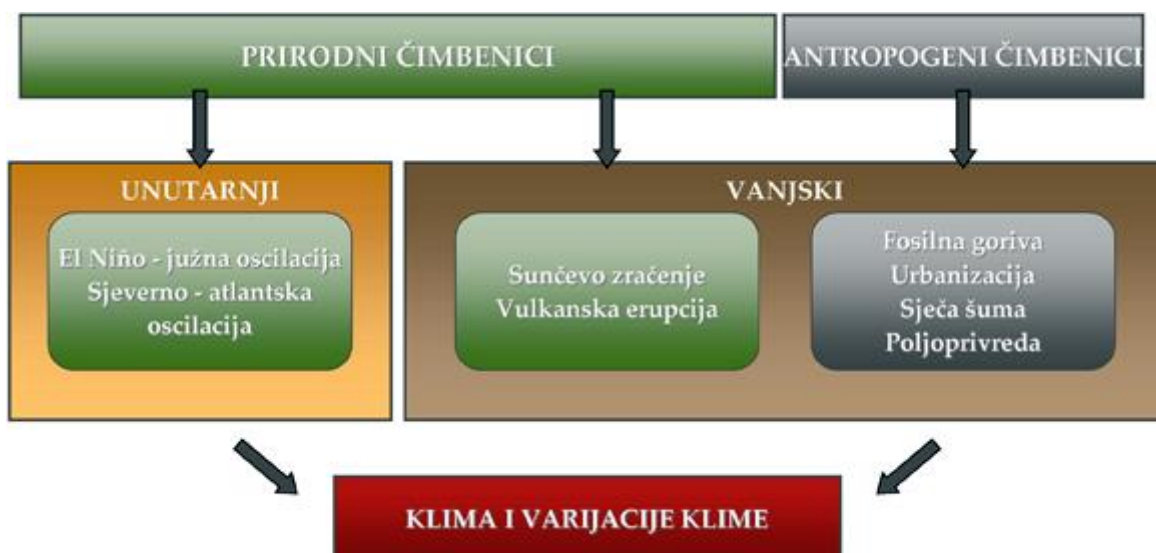 PRIRODNI ČIMBENICI
ANTROPOGENI ČIMBENICI
UNUTARNJI
El Niño - južna oscilacija
Sjeverno - atlantska
oscilacija
VANJSKI
Sunčevo zračenje
Vulkanska erupcija
Fosilna goriva
Urbanizacija
Sječa šuma
Poljoprivreda
KLIMA I VARIJACIJE KLIME